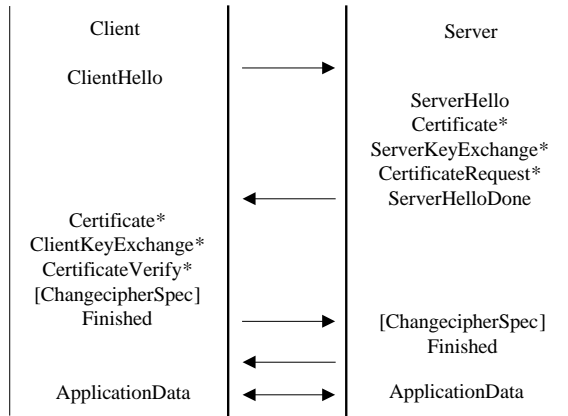 Client
Server
ClientHello
ServerHello
Certificate*
ServerKeyExchange*
CertificateRequest*
ServerHelloDone
Certificate*
ClientKeyExchange*
CertificateVerify*
[ChangecipherSpec]
Finished
[ChangecipherSpec]
Finished
ApplicationData
ApplicationData